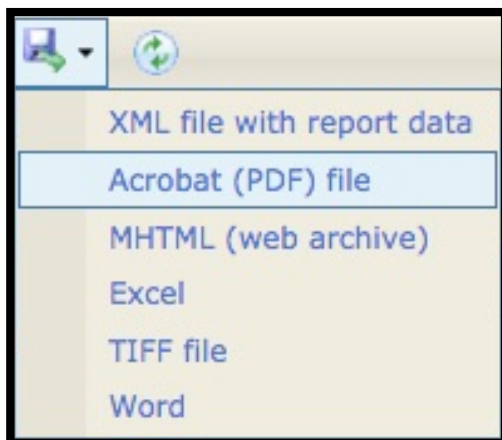 XML file with report data
Acrobat (PDF) file
MHTML (web archive)
Excel
TIFF file
Word